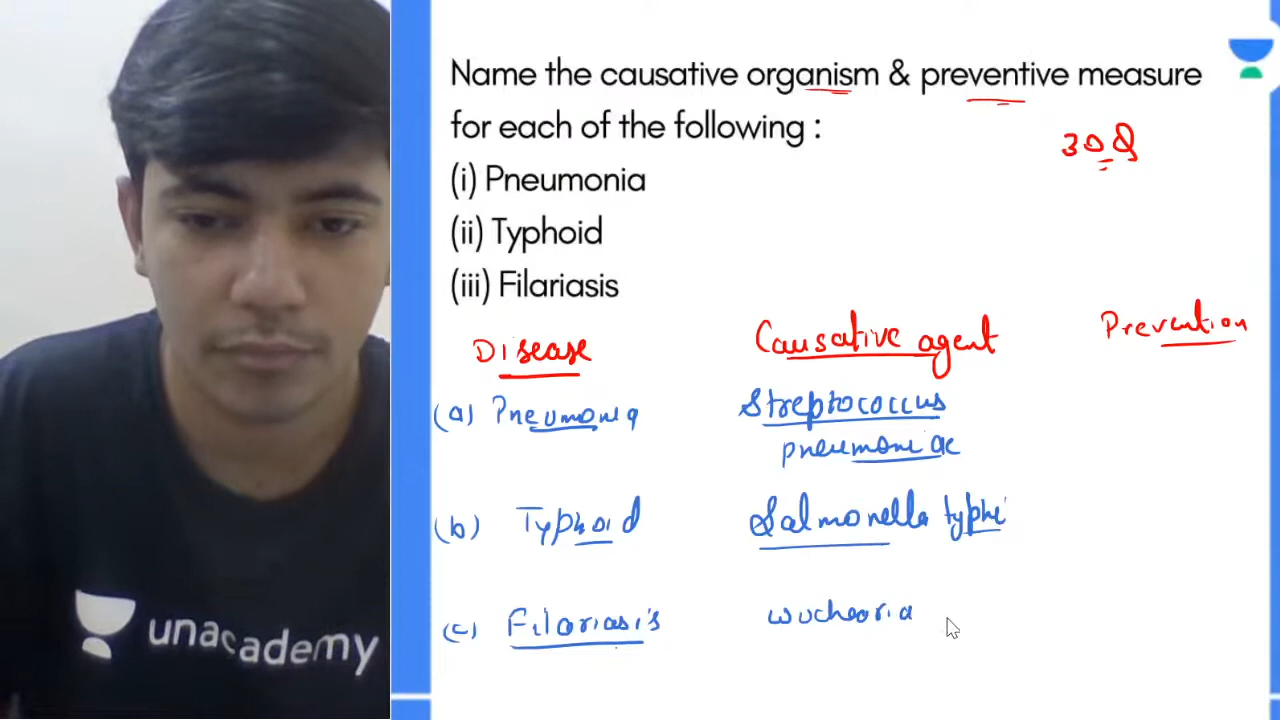 Name the causative organism & preventive measure
for each of the following :
30Q
(i) Pneumonia
(ii) Typhoid
(iii) Filariasis
Disease Causative agent Prevention
(a) Pneumonia Streptococcus
pneumoniae
(b) Typhoid Salmonella typhi
(c) Filariasis wucheoria
unacademy